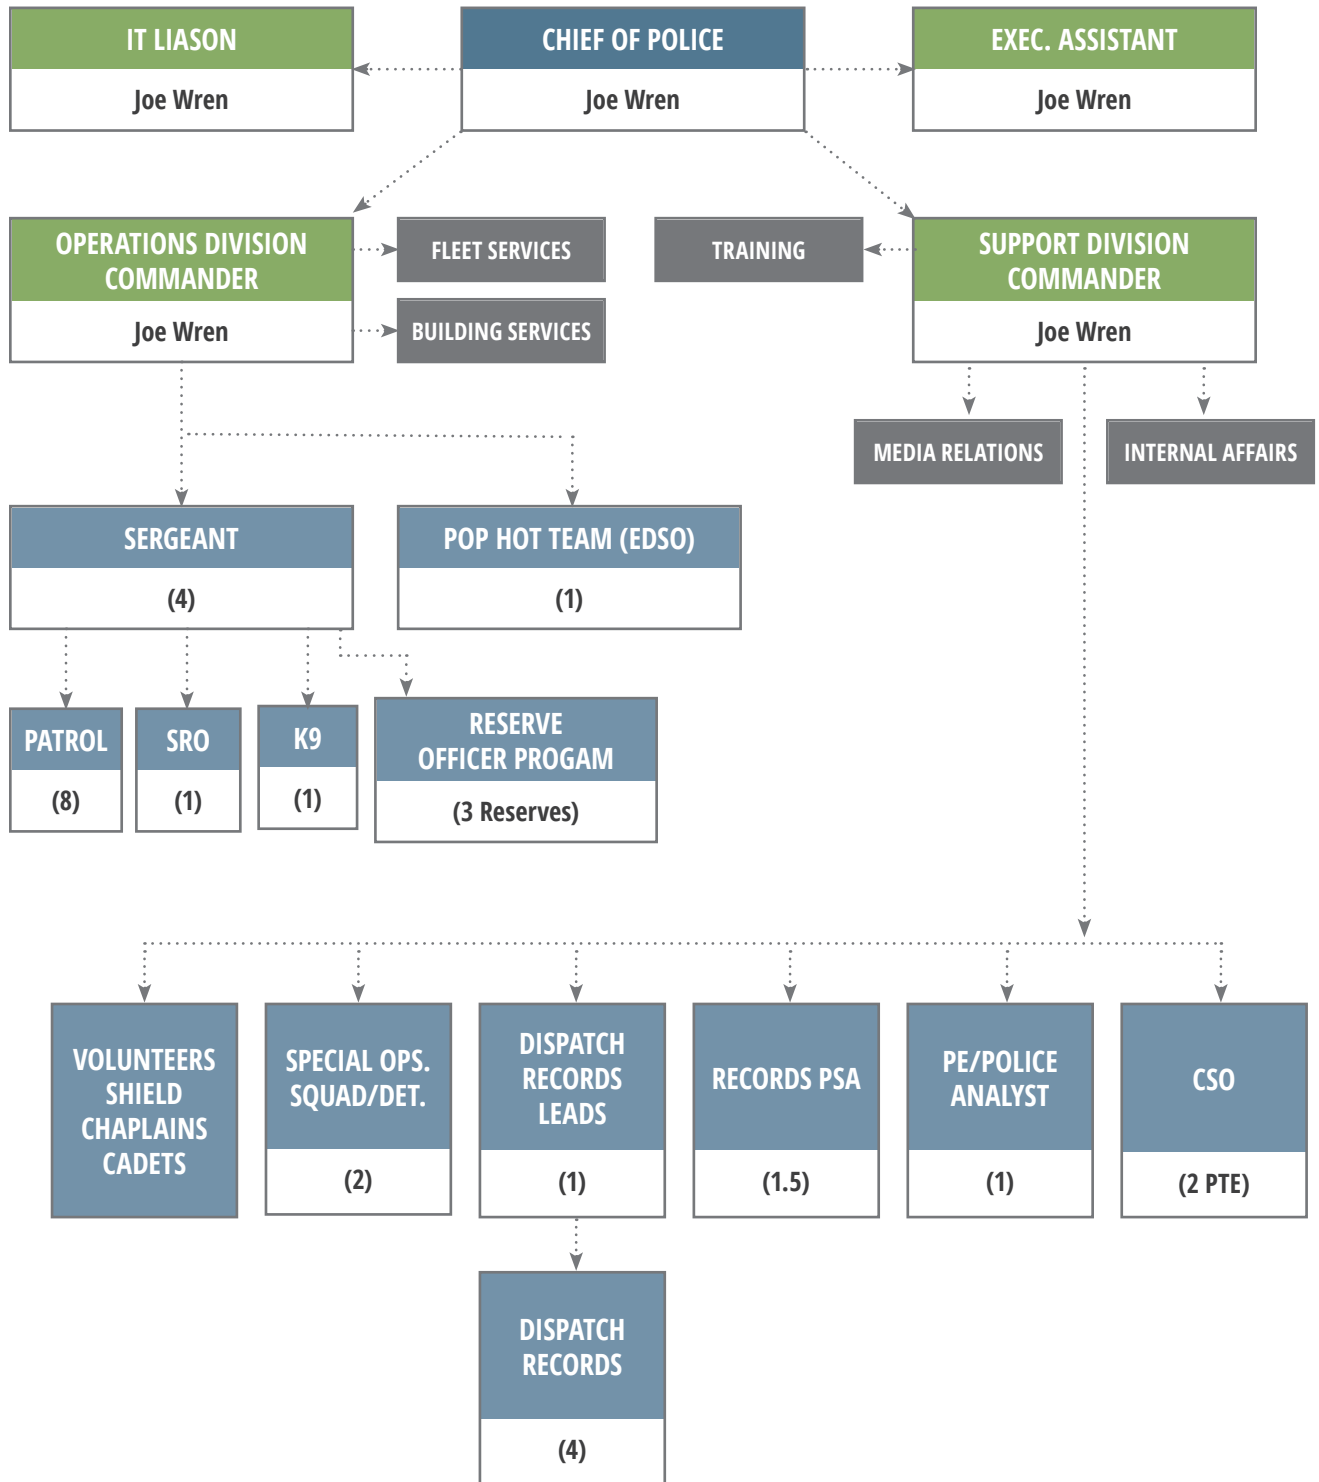 IT LIASON
Joe Wren
CHIEF OF POLICE
Joe Wren
EXEC. ASSISTANT
Joe Wren
OPERATIONS DIVISION
COMMANDER
Joe Wren
FLEET SERVICES
BUILDING SERVICES
TRAINING
SUPPORT DIVISION
COMMANDER
Joe Wren
MEDIA RELATIONS
INTERNAL AFFAIRS
SERGEANT
(4)
POP HOT TEAM (EDSO)
(1)
PATROL
(8)
SRO
(1)
K9
(1)
RESERVE
OFFICER PROGAM
(3 Reserves)
VOLUNTEERS
SHIELD
CHAPLAINS
CADETS
SPECIAL OPS.
SQUAD/DET.
(2)
DISPATCH
RECORDS
LEADS
(1)
RECORDS PSA
(1.5)
PE/POLICE
ANALYST
(1)
CSO
(2 PTE)
DISPATCH
RECORDS
(4)